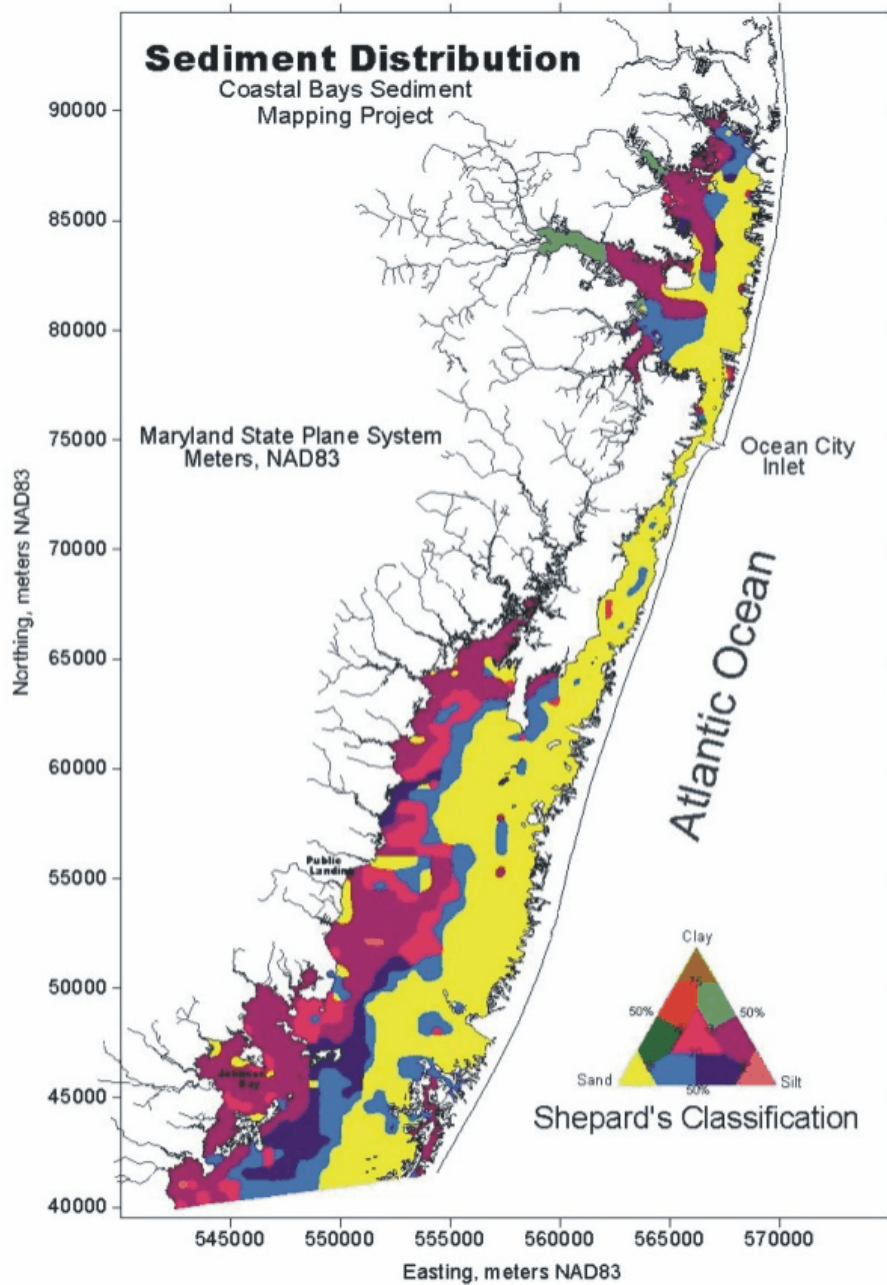 Sediment Distribution
Coastal Bays Sediment
Mapping Project
90000
85000
80000
75000
70000
65000
60000
55000
50000
45000
40000
Northing, meters NAD83
Maryland State Plane System
Meters, NAD83
Ocean City
Inlet
Atlantic Ocean
Public
Landing
Bay
Clay
75
50%
50%
Sand
Silt
50%
Shepard's Classification
545000
550000
555000
560000
565000
570000
Easting, meters NAD83